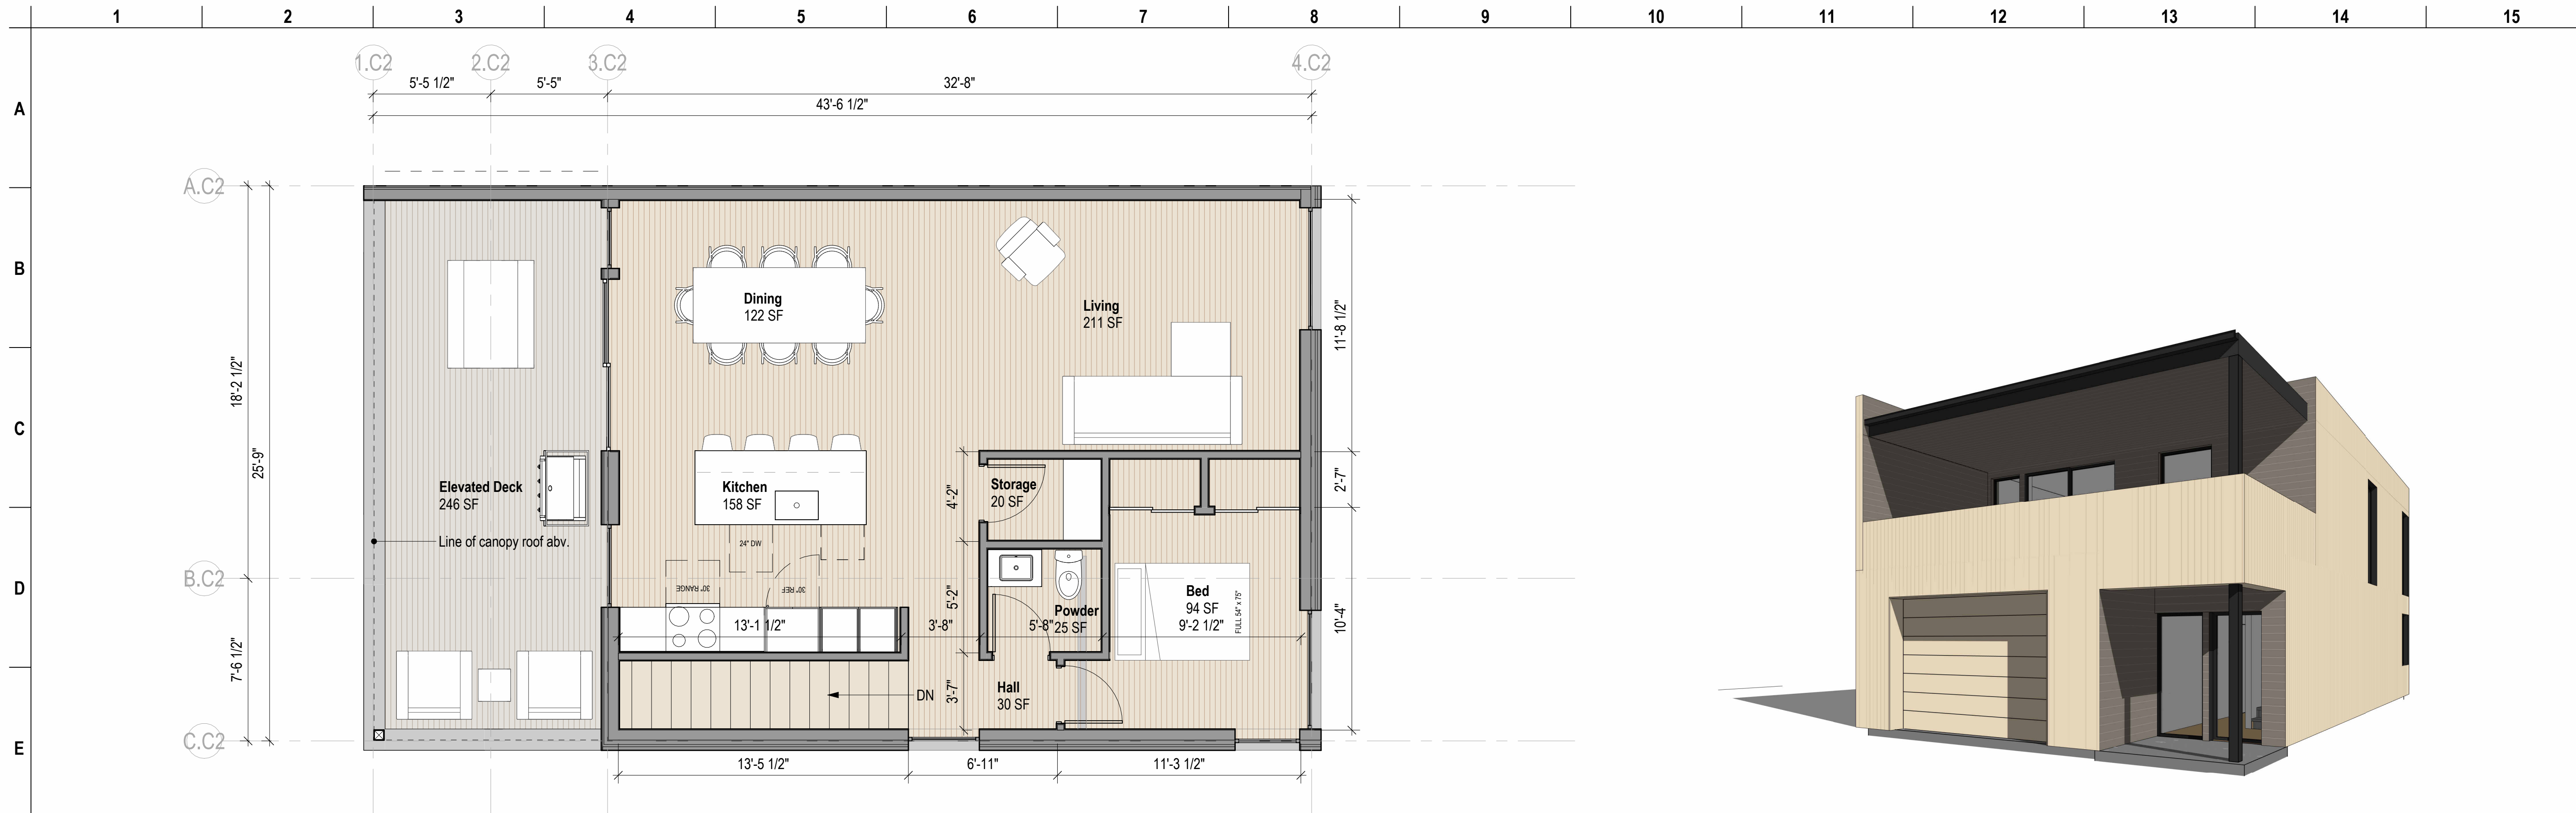 1 2 3 4 5 6 7 8 9 10 11 12 13 14 15
A
B
C
D
E
1.C2 2.C2 3.C2 4.C2
5'-5 1/2" 5'-5" 32'-8"
43'-6 1/2"
A.C2
B.C2
C.C2
18'-2 1/2"
7'-6 1/2"
25'-9"
Dining
122 SF
Living
211 SF
Elevated Deck
246 SF
Line of canopy roof abv.
Kitchen
158 SF
24" DW
30" RANGE
30" REF
Storage
20 SF
Powder
25 SF
Bed
94 SF
FULL 54" x 75"
Hall
30 SF
DN
4'-2"
5'-2"
3'-7"
13'-1 1/2" 3'-8" 5'-8" 9'-2 1/2"
11'-8 1/2"
2'-7"
10'-4"
13'-5 1/2" 6'-11" 11'-3 1/2"